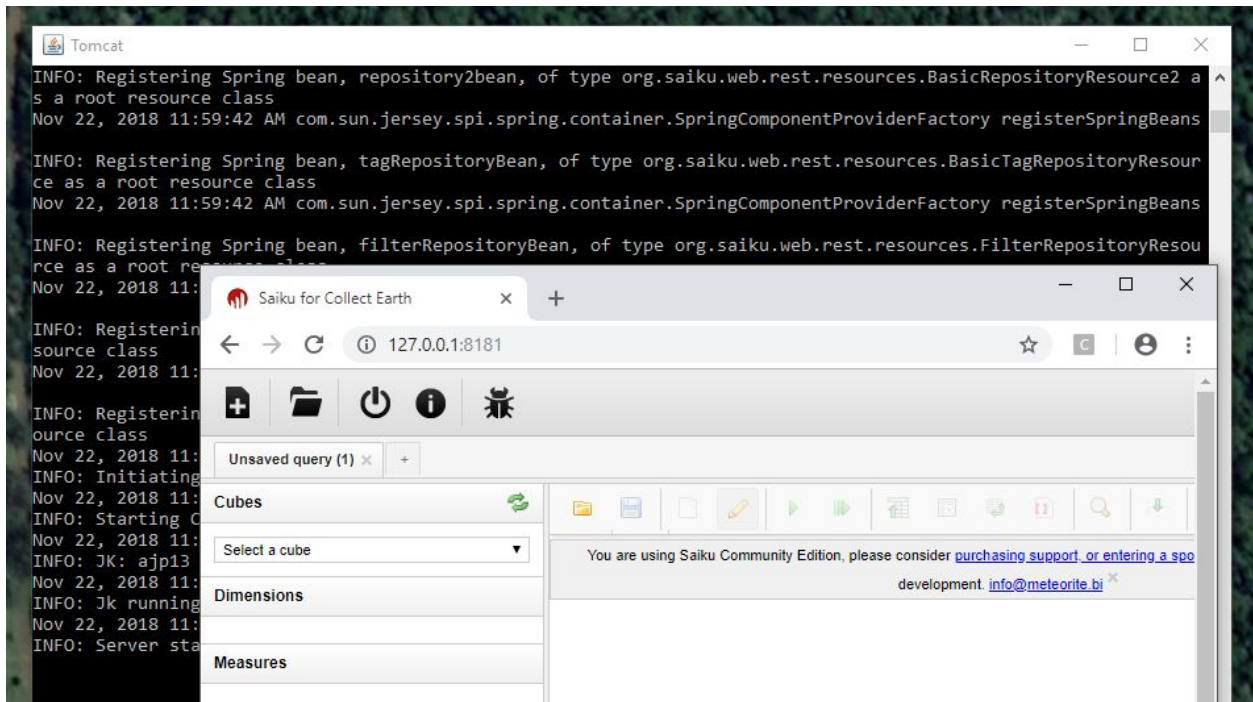 Tomcat
INFO: Registering Spring bean, repository2bean, of type org.saiku.web.rest.resources.BasicRepositoryResource2 a
s a root resource class
Nov 22, 2018 11:59:42 AM com.sun.jersey.spi.spring.container.SpringComponentProviderFactory registerSpringBeans
INFO: Registering Spring bean, tagRepositoryBean, of type org.saiku.web.rest.resources.BasicTagRepositoryResour
ce as a root resource class
Nov 22, 2018 11:59:42 AM com.sun.jersey.spi.spring.container.SpringComponentProviderFactory registerSpringBeans
INFO: Registering Spring bean, filterRepositoryBean, of type org.saiku.web.rest.resources.FilterRepositoryResou
rce as a root
Nov 22, 2018 11:
INFO: Registerin
source class
Nov 22, 2018 11:
INFO: Registerin
ource class
Nov 22, 2018 11:
INFO: Initiating
Nov 22, 2018 11:
INFO: Starting C
Nov 22, 2018 11:
INFO: JK: ajp13
Nov 22, 2018 11:
INFO: Jk running
Nov 22, 2018 11:
INFO: Server sta
Saiku for Collect Earth
127.0.0.1:8181
C
Unsaved query (1)
Cubes
Select a cube
Dimensions
Measures
You are using Saiku Community Edition, please consider purchasing support, or entering a spo
development. info@meteorite.bi